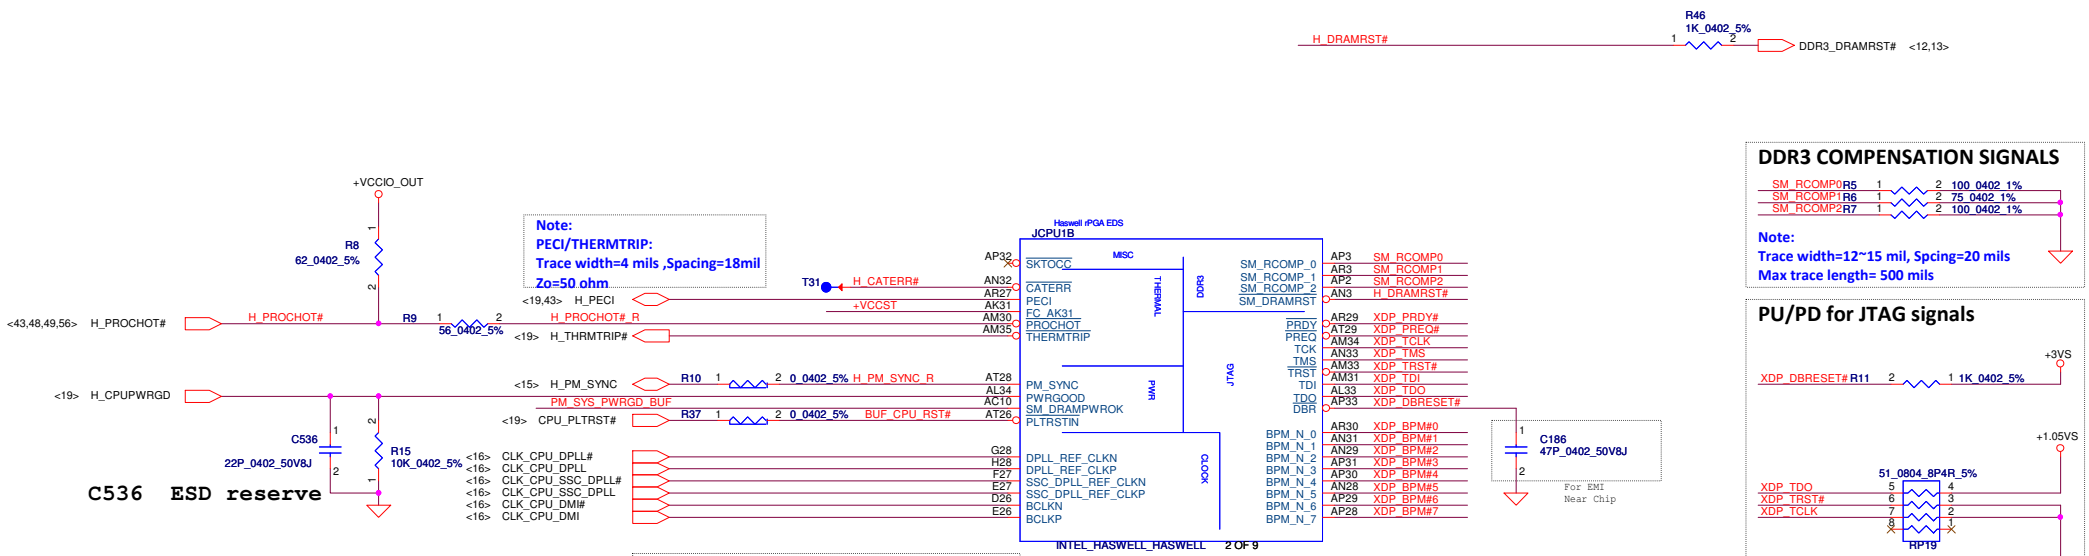 R46
1K_0402_5%
H_DRAMRST# 1 2 DDR3_DRAMRST# <12,13>
DDR3 COMPENSATION SIGNALS
SM_RCOMP0 R5 1 2 100_0402_1%
SM_RCOMP1 R6 1 2 75_0402_1%
SM_RCOMP2 R7 1 2 100_0402_1%
Note:
Trace width=12~15 mil, Spcing=20 mils
Max trace length= 500 mils
+VCCIO_OUT
1
R8
62_0402_5%
2
Note:
PECI/THERMTRIP:
Trace width=4 mils ,Spacing=18mil
Zo=50 ohm
Haswell rPGA EDS
JCPU1B
MISC
THERMAL
DDR3
PWR
JTAG
CLOCK
AP32 SKTOCC
T31 H_CATERR# AN32 CATERR
<19,43> H_PECI AR27 PECI
+VCCST AK31 FC_AK31
<43,48,49,56> H_PROCHOT# H_PROCHOT# R9 1 2 56_0402_5% H_PROCHOT#_R AM30 PROCHOT
<19> H_THRMTRIP# AM35 THERMTRIP
<15> H_PM_SYNC R10 1 2 0_0402_5% H_PM_SYNC_R AT28 PM_SYNC
<19> H_CPUPWRGD AL34 PWRGOOD
PM_SYS_PWRGD_BUF AC10 SM_DRAMPWROK
<19> CPU_PLTRST# R37 1 2 0_0402_5% BUF_CPU_RST# AT26 PLTRSTIN
1
C536
22P_0402_50V8J
2
2
R15
10K_0402_5%
1
C536 ESD reserve
<16> CLK_CPU_DPLL# G28 DPLL_REF_CLKN
<16> CLK_CPU_DPLL H28 DPLL_REF_CLKP
<16> CLK_CPU_SSC_DPLL# F27 SSC_DPLL_REF_CLKN
<16> CLK_CPU_SSC_DPLL E27 SSC_DPLL_REF_CLKP
<16> CLK_CPU_DMI# D26 BCLKN
<16> CLK_CPU_DMI E26 BCLKP
SM_RCOMP_0 AP3 SM_RCOMP0
SM_RCOMP_1 AR3 SM_RCOMP1
SM_RCOMP_2 AP2 SM_RCOMP2
SM_DRAMRST AN3 H_DRAMRST#
PRDY AR29 XDP_PRDY#
PREQ AT29 XDP_PREQ#
TCK AM34 XDP_TCLK
TMS AN33 XDP_TMS
TRST AM33 XDP_TRST#
TDI AM31 XDP_TDI
TDO AL33 XDP_TDO
DBR AP33 XDP_DBRESET#
BPM_N_0 AR30 XDP_BPM#0
BPM_N_1 AN31 XDP_BPM#1
BPM_N_2 AN29 XDP_BPM#2
BPM_N_3 AP31 XDP_BPM#3
BPM_N_4 AP30 XDP_BPM#4
BPM_N_5 AN28 XDP_BPM#5
BPM_N_6 AP29 XDP_BPM#6
BPM_N_7 AP28 XDP_BPM#7
INTEL_HASWELL_HASWELL 2 OF 9
1
C186
47P_0402_50V8J
2
For EMI
Near Chip
PU/PD for JTAG signals
+3VS
XDP_DBRESET# R11 2 1 1K_0402_5%
+1.05VS
51_0804_8P4R_5%
XDP_TDO 5 4
XDP_TRST# 6 3
XDP_TCLK 7 2
8 1
RP19